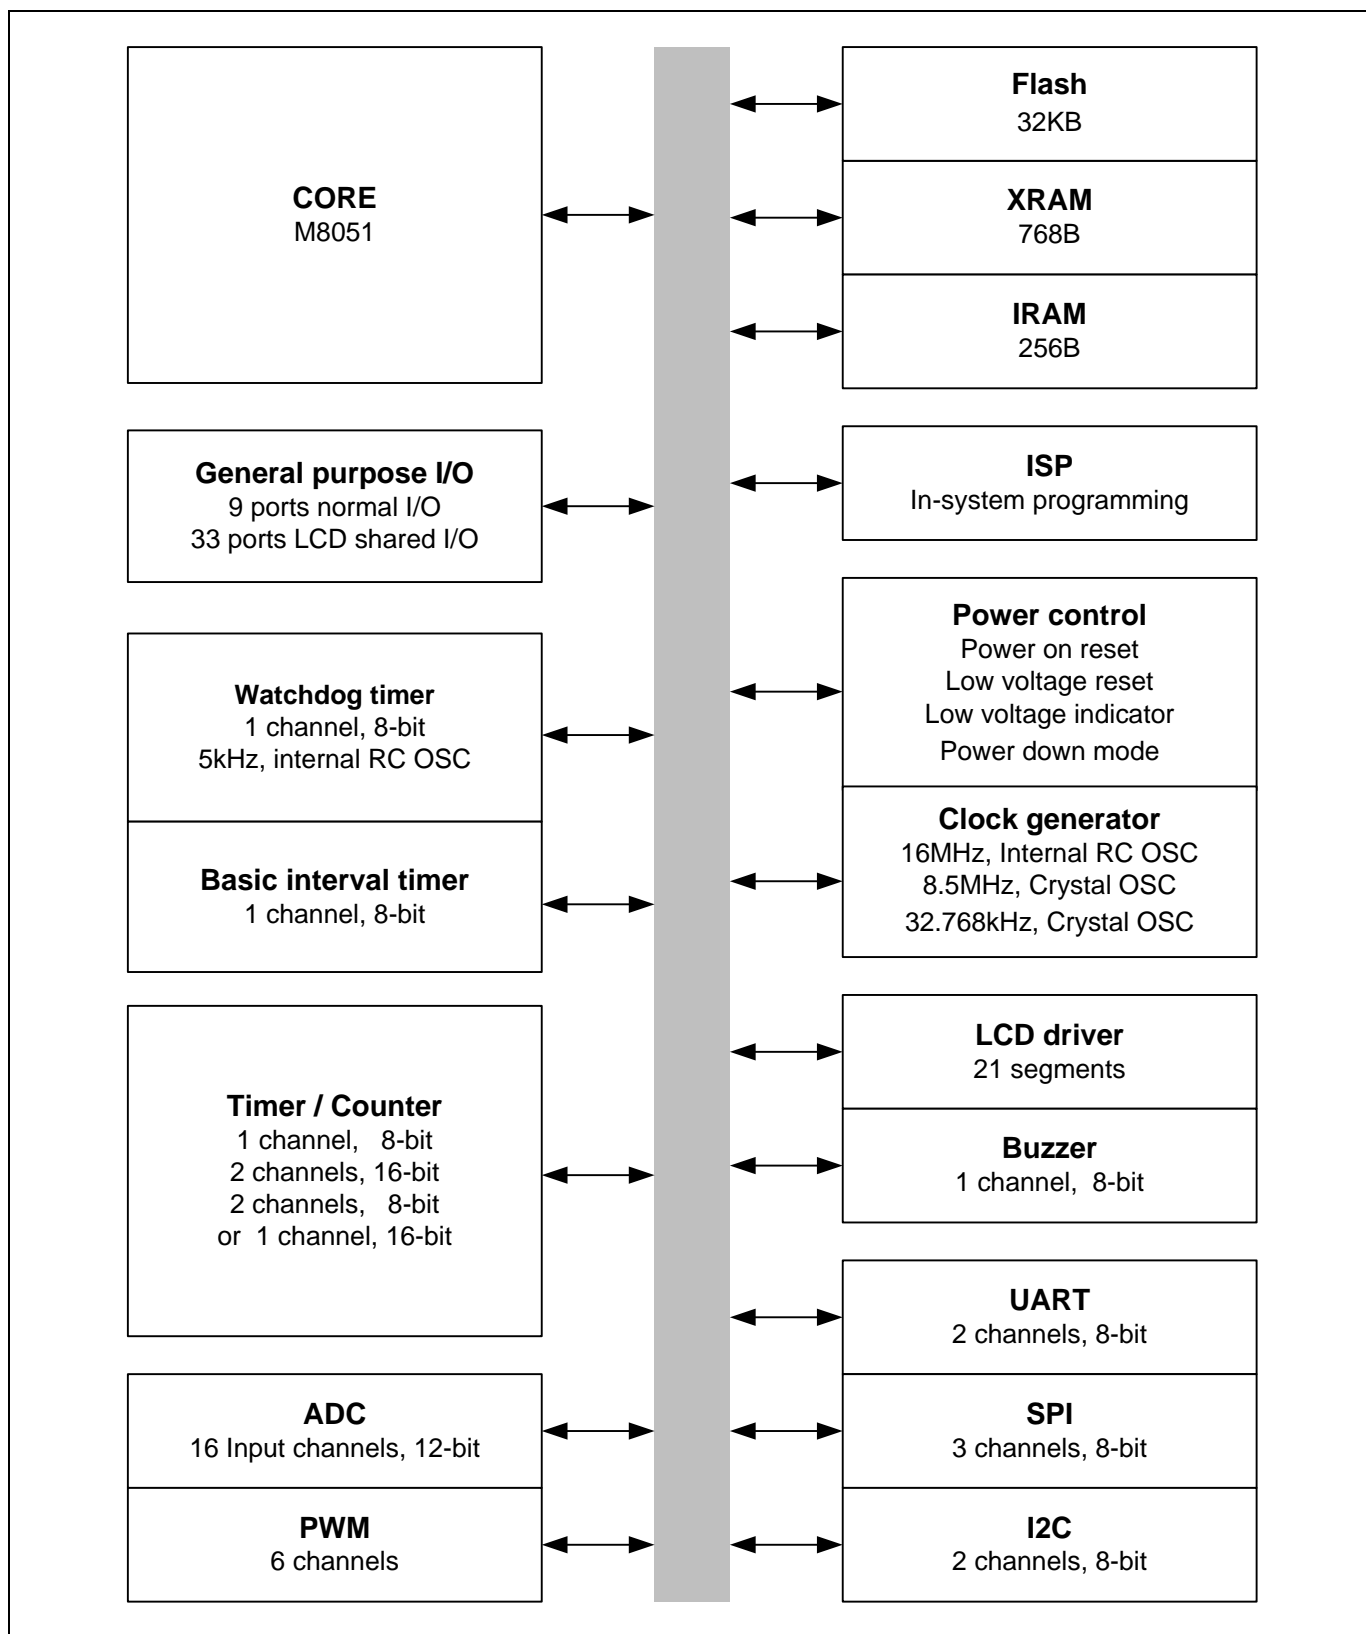 CORE
M8051
General purpose I/O
9 ports normal I/O
33 ports LCD shared I/O
Watchdog timer
1 channel, 8-bit
5kHz, internal RC OSC
Basic interval timer
1 channel, 8-bit
Timer / Counter
1 channel, 8-bit
2 channels, 16-bit
2 channels, 8-bit
or 1 channel, 16-bit
ADC
16 Input channels, 12-bit
PWM
6 channels
Flash
32KB
XRAM
768B
IRAM
256B
ISP
In-system programming
Power control
Power on reset
Low voltage reset
Low voltage indicator
Power down mode
Clock generator
16MHz, Internal RC OSC
8.5MHz, Crystal OSC
32.768kHz, Crystal OSC
LCD driver
21 segments
Buzzer
1 channel, 8-bit
UART
2 channels, 8-bit
SPI
3 channels, 8-bit
I2C
2 channels, 8-bit